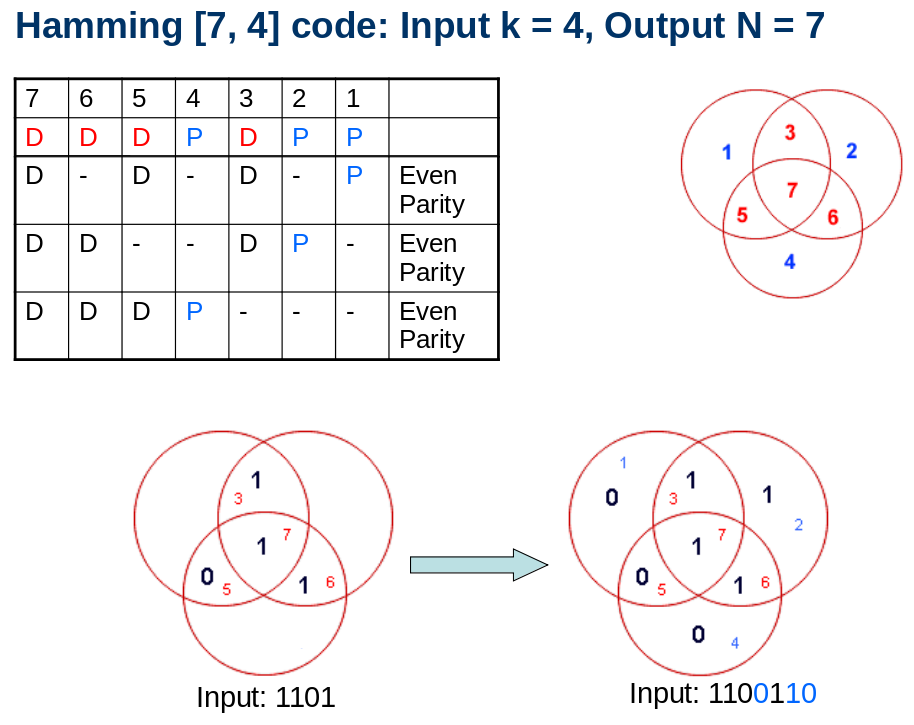 Hamming [7, 4] code: Input k = 4, Output N = 7
7 6 5 4 3 2 1
D D D P D P P
D - D - D - P Even
Parity
D D - - D P - Even
Parity
D D D P - - - Even
Parity
3
1 2
7
5 6
4
1
3
7
1
0 5 1 6
Input: 1101
1
0
1
3
1
2
7
1
0 5 1 6
0 4
Input: 1100110